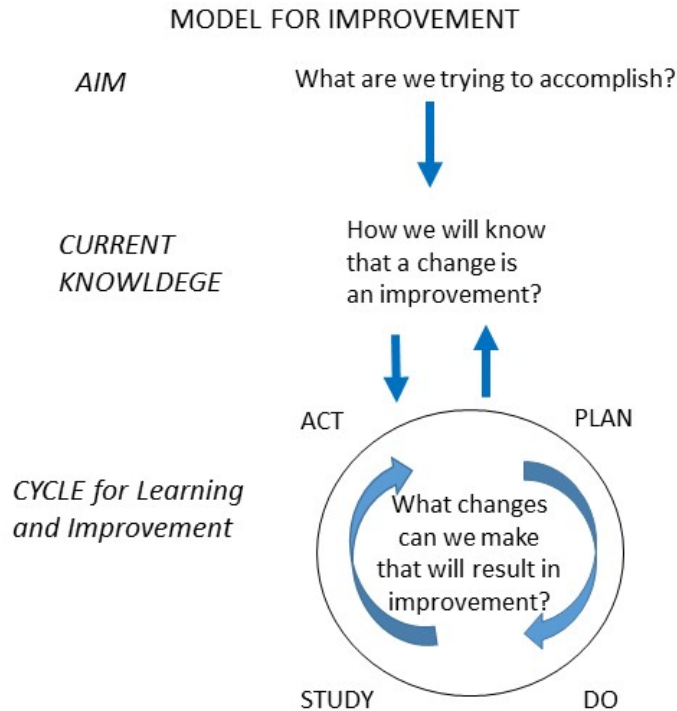 MODEL FOR IMPROVEMENT
AIM
What are we trying to accomplish?
CURRENT
KNOWLDEGE
How we will know
that a change is
an improvement?
ACT
PLAN
CYCLE for Learning
and Improvement
What changes
can we make
that will result in
improvement?
STUDY
DO